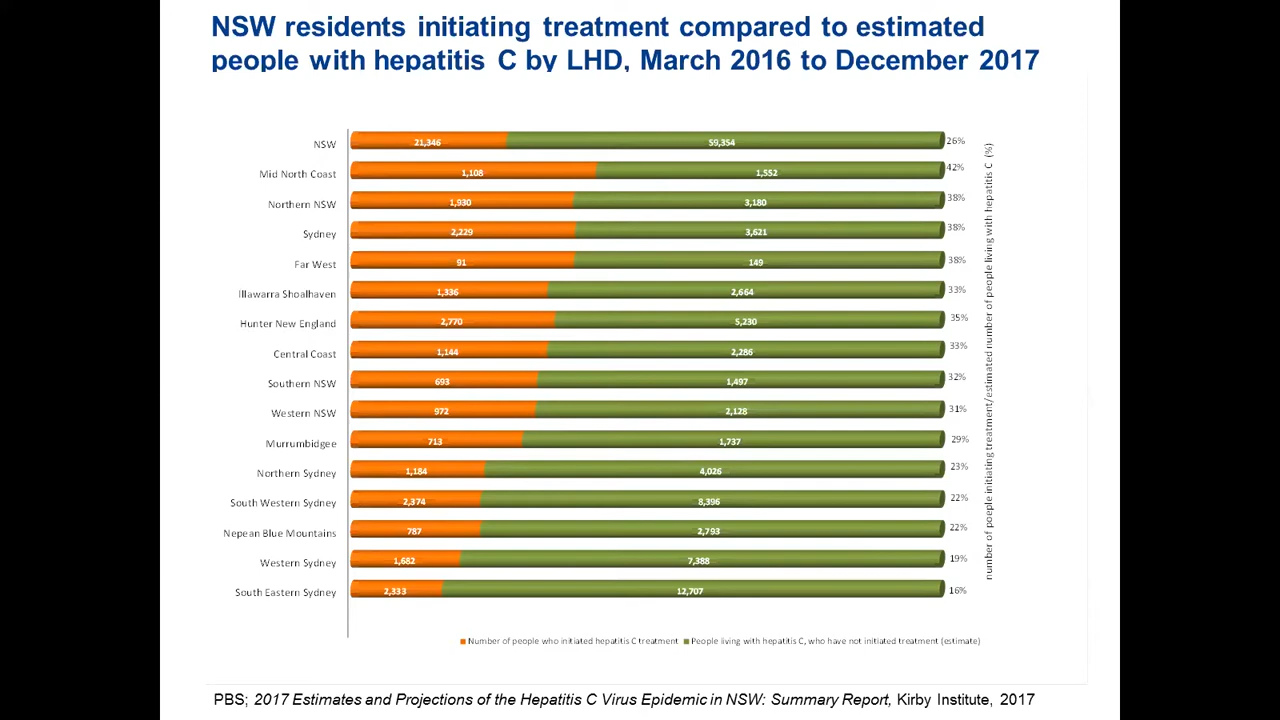 NSW residents initiating treatment compared to estimated
people with hepatitis C by LHD, March 2016 to December 2017
NSW 21,346 59,354 26%
Mid North Coast 1,108 1,552 42%
Northern NSW 1,930 3,180 38%
Sydney 2,229 3,621 38%
Far West 91 149 38%
Illawarra Shoalhaven 1,336 2,664 33%
Hunter New England 2,770 5,230 35%
Central Coast 1,144 2,286 33%
Southern NSW 693 1,497 32%
Western NSW 972 2,128 31%
Murrumbidgee 713 1,737 29%
Northern Sydney 1,184 4,026 23%
South Western Sydney 2,374 8,396 22%
Nepean Blue Mountains 787 2,793 22%
Western Sydney 1,682 7,388 19%
South Eastern Sydney 2,333 12,707 16%
number of poeple initiating treatment/estimated number of people living with hepatitis C (%)
Number of people who initiated hepatitis C treatment People living with hepatitis C, who have not initiated treatment (estimate)
PBS; 2017 Estimates and Projections of the Hepatitis C Virus Epidemic in NSW: Summary Report, Kirby Institute, 2017